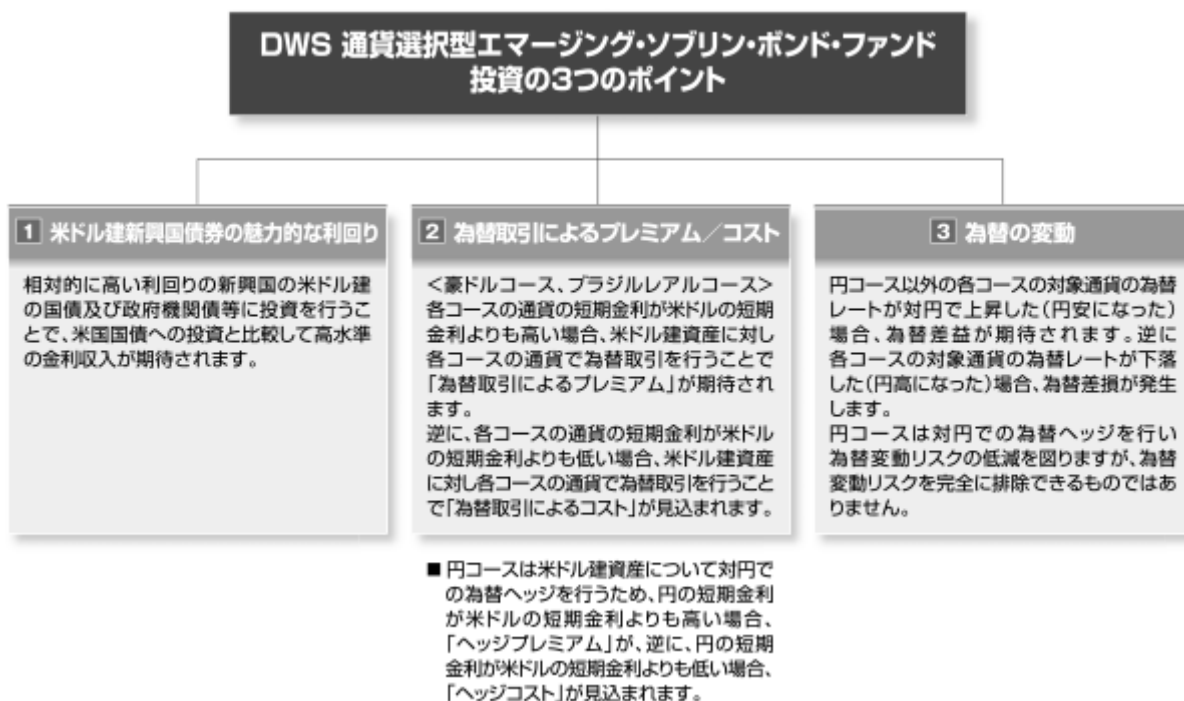 DWS 通貨選択型エマージング・ソブリン・ボンド・ファンド
投資の3つのポイント
1 米ドル建新興国債券の魅力的な利回り
相対的に高い利回りの新興国の米ドル建
の国債及び政府機関債等に投資を行うこ
とで、米国国債への投資と比較して高水準
の金利収入が期待されます。
2 為替取引によるプレミアム／コスト
＜豪ドルコース、ブラジルレアルコース＞
各コースの通貨の短期金利が米ドルの短期
金利よりも高い場合、米ドル建資産に対し
各コースの通貨で為替取引を行うことで
「為替取引によるプレミアム」が期待され
ます。
逆に、各コースの通貨の短期金利が米ドル
の短期金利よりも低い場合、米ドル建資産
に対し各コースの通貨で為替取引を行うこと
で「為替取引によるコスト」が見込まれます。
■ 円コースは米ドル建資産について対円で
の為替ヘッジを行うため、円の短期金利
が米ドルの短期金利よりも高い場合、
「ヘッジプレミアム」が、逆に、円の短期
金利が米ドルの短期金利よりも低い場合、
「ヘッジコスト」が見込まれます。
3 為替の変動
円コース以外の各コースの対象通貨の為替
レートが対円で上昇した（円安になった）
場合、為替差益が期待されます。逆に
各コースの対象通貨の為替レートが下落
した（円高になった）場合、為替差損が発生
します。
円コースは対円での為替ヘッジを行い
為替変動リスクの低減を図りますが、為替
変動リスクを完全に排除できるものではあ
りません。